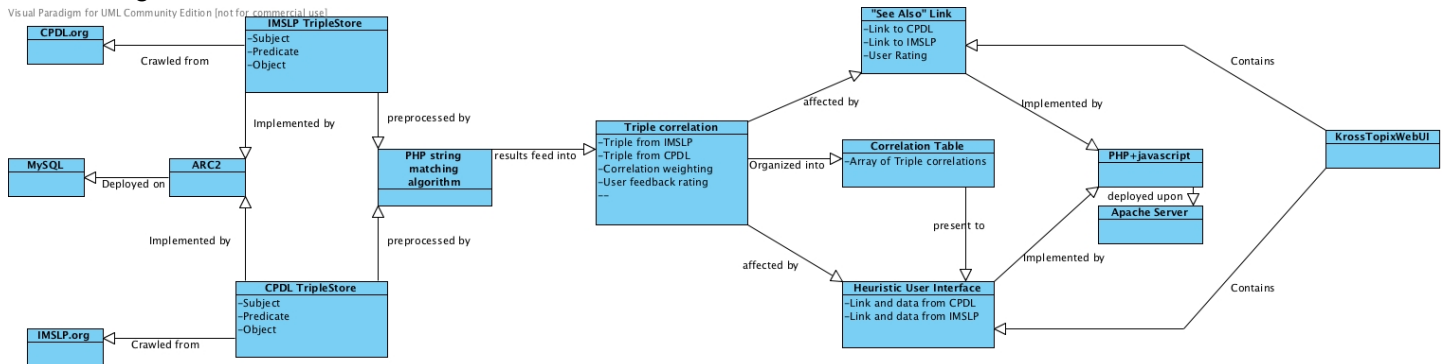 Visual Paradigm for UML Community Edition [not for commercial use]
CPDL.org
Crawled from
IMSLP TripleStore
-Subject
-Predicate
-Object
Implemented by
preprocessed by
MySQL
Deployed on
ARC2
PHP string
matching
algorithm
results feed into
Implemented by
preprocessed by
CPDL TripleStore
-Subject
-Predicate
-Object
IMSLP.org
Crawled from
Triple correlation
-Triple from IMSLP
-Triple from CPDL
-Correlation weighting
-User feedback rating
--
affected by
Organized into
affected by
"See Also" Link
-Link to CPDL
-Link to IMSLP
-User Rating
Correlation Table
-Array of Triple correlations
present to
Heuristic User Interface
-Link and data from CPDL
-Link and data from IMSLP
Implemented by
PHP+javascript
deployed upon
Apache Server
Implemented by
Contains
KrossTopixWebUI
Contains